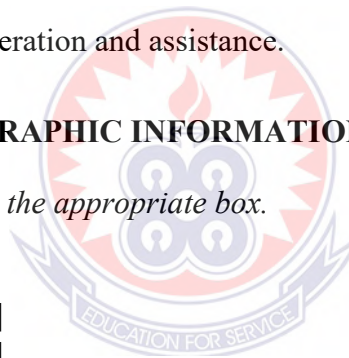 eration and assistance.
RAPHIC INFORMATION
the appropriate box.
EDUCATION FOR SERVICE